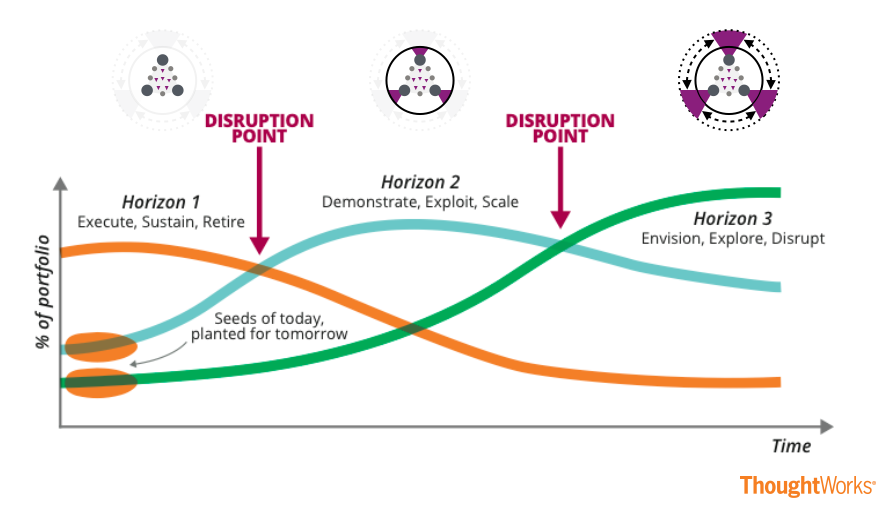 DISRUPTION
POINT
DISRUPTION
POINT
Horizon 1
Execute, Sustain, Retire
Horizon 2
Demonstrate, Exploit, Scale
Horizon 3
Envision, Explore, Disrupt
% of portfolio
Seeds of today,
planted for tomorrow
Time
ThoughtWorks®